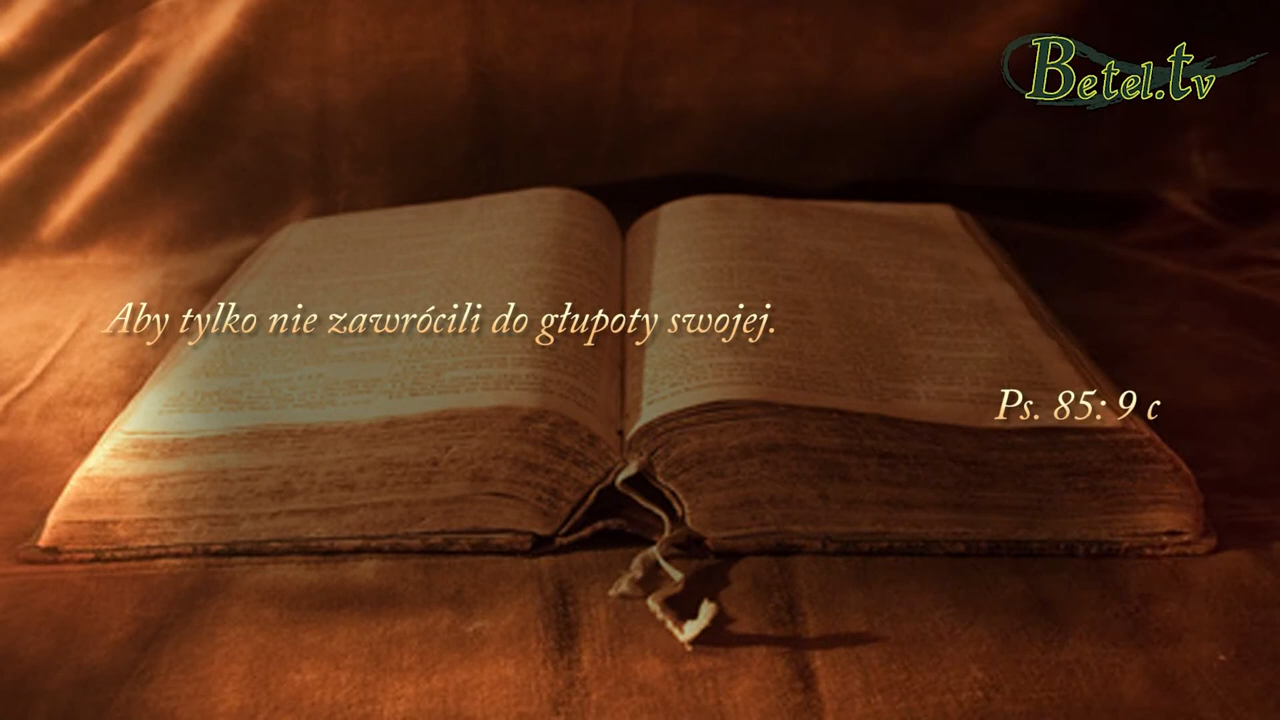 Betel.tv
Aby tylko nie zawrócili do głupoty swojej.
Ps. 85: 9 c